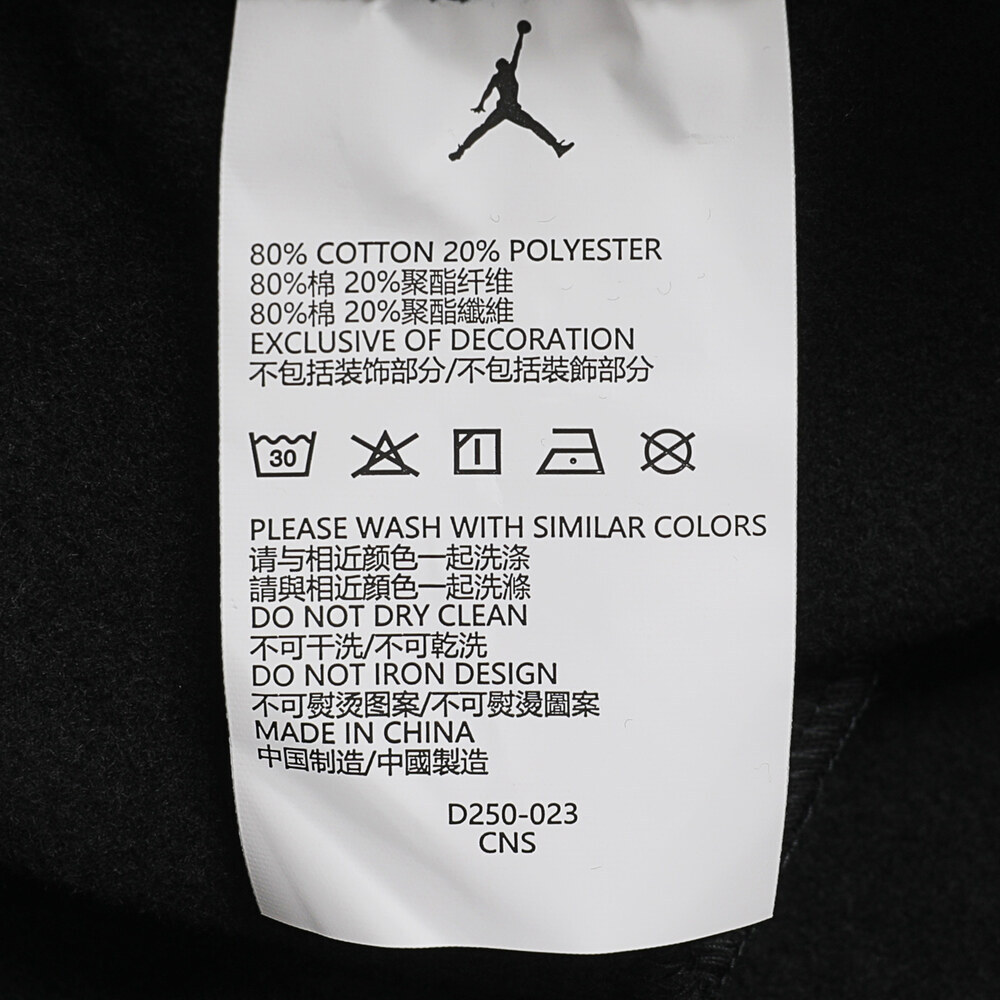 80% COTTON 20% POLYESTER
80%棉 20%聚酯纤维
80%棉 20%聚酯纖維
EXCLUSIVE OF DECORATION
不包括装饰部分/不包括裝飾部分
30
PLEASE WASH WITH SIMILAR COLORS
请与相近颜色一起洗涤
請與相近顔色一起洗滌
DO NOT DRY CLEAN
不可干洗/不可乾洗
DO NOT IRON DESIGN
不可熨烫图案/不可熨燙圖案
MADE IN CHINA
中国制造/中國製造
D250-023
CNS